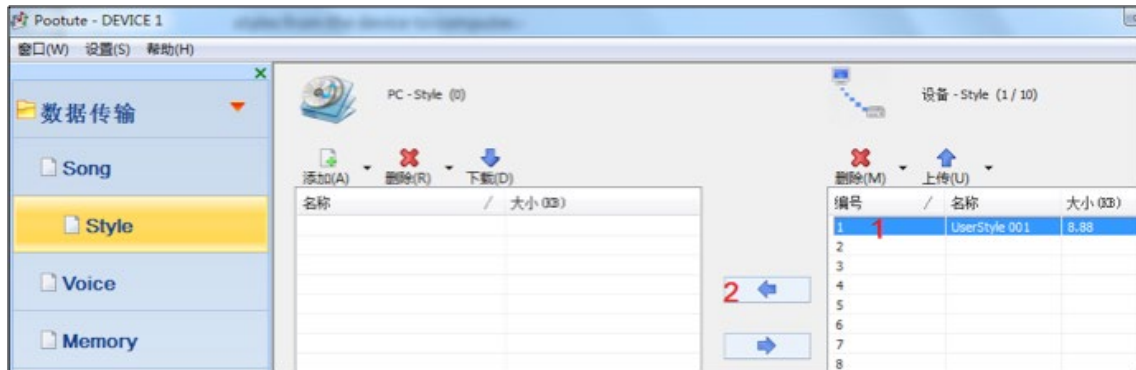 Pootute - DEVICE 1
窗口(W) 设置(S) 帮助(H)
数据传输
Song
Style
Voice
Memory
PC - Style (0)
添加(A) 删除(R) 下载(D)
名称 / 大小(KB)
2
设备 - Style (1 / 10)
删除(M) 上传(U)
编号 / 名称 大小(KB)
1 1 UserStyle 001 8.88
2
3
4
5
6
7
8